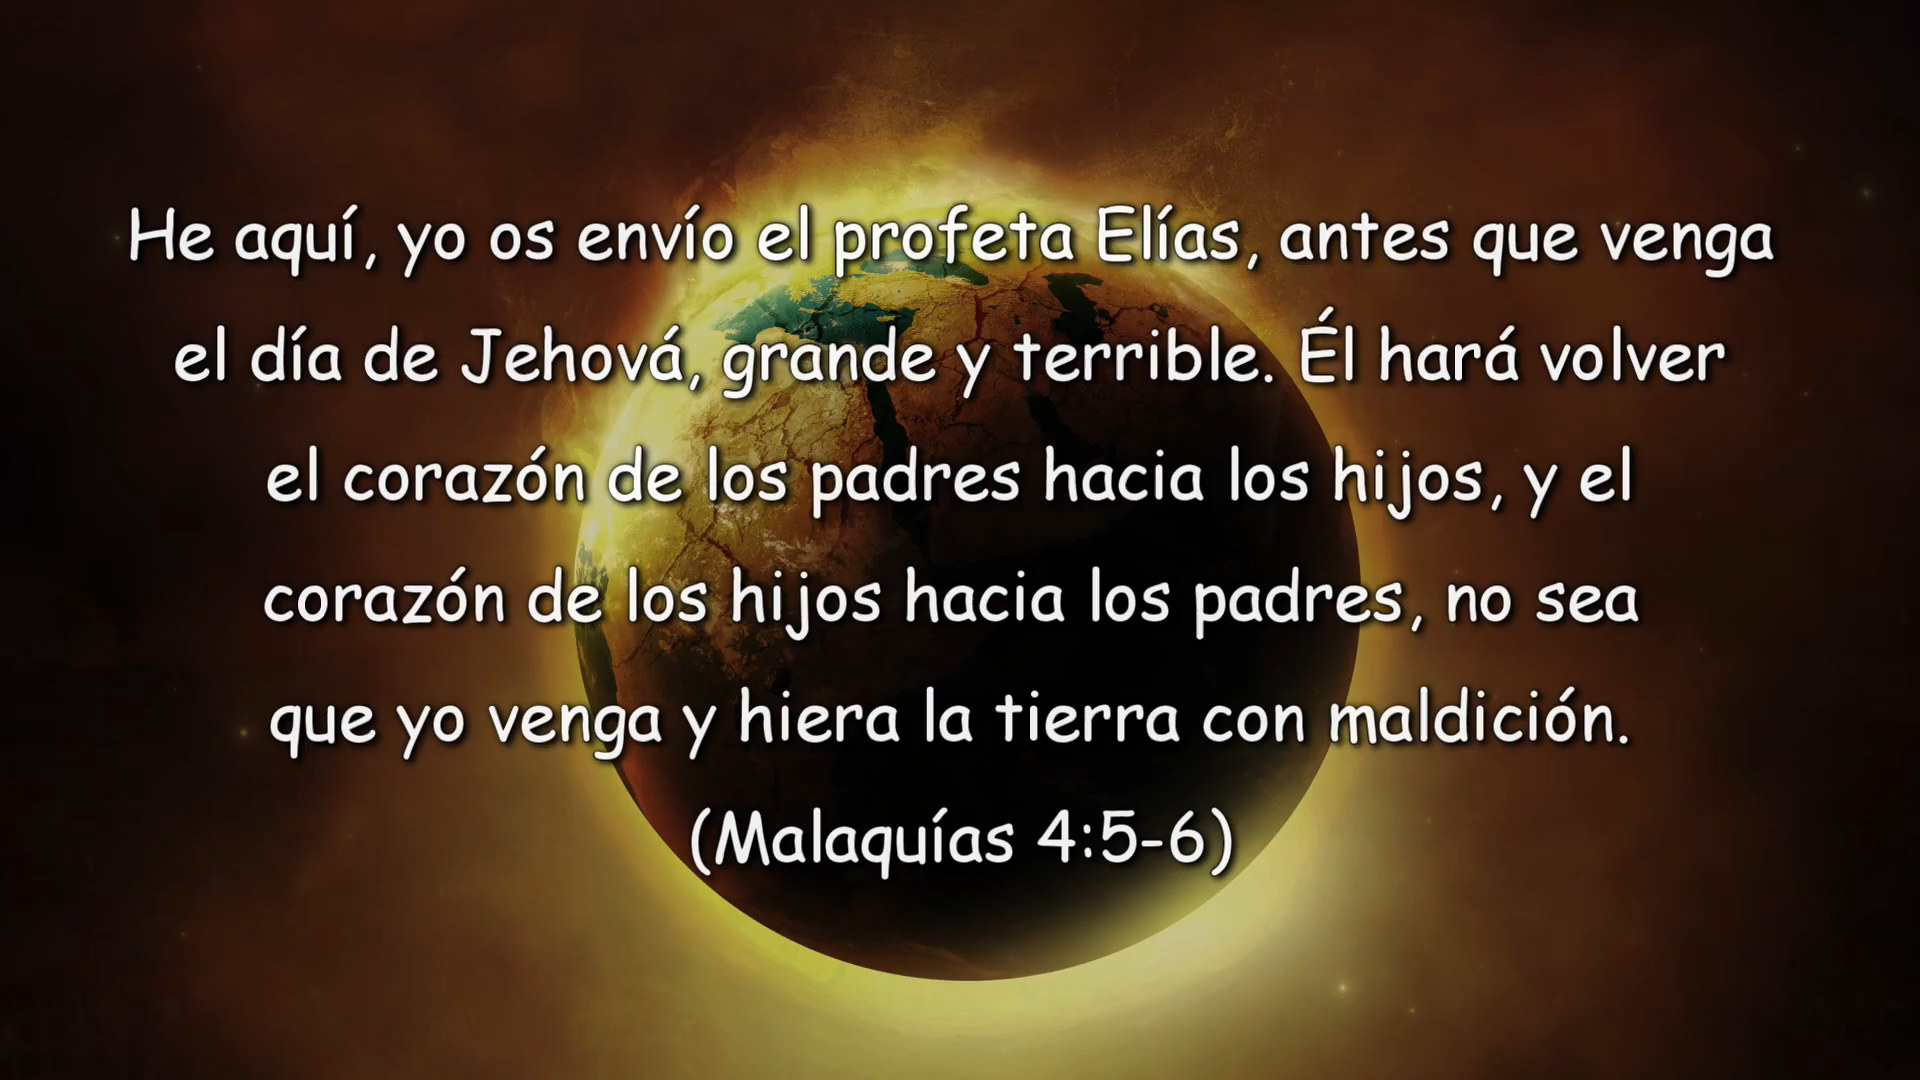 He aquí, yo os envío el profeta Elías, antes que venga
el día de Jehová, grande y terrible. Él hará volver
el corazón de los padres hacia los hijos, y el
corazón de los hijos hacia los padres, no sea
que yo venga y hiera la tierra con maldición.
(Malaquías 4:5-6)